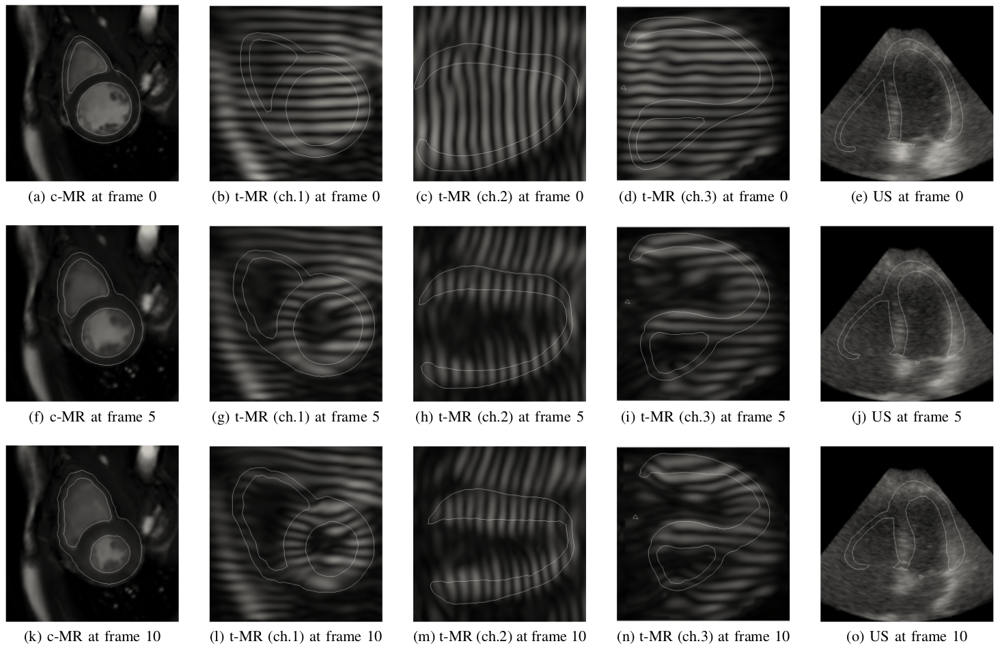 (a) c-MR at frame 0
(b) t-MR (ch.1) at frame 0
(c) t-MR (ch.2) at frame 0
(d) t-MR (ch.3) at frame 0
(e) US at frame 0
(f) c-MR at frame 5
(g) t-MR (ch.1) at frame 5
(h) t-MR (ch.2) at frame 5
(i) t-MR (ch.3) at frame 5
(j) US at frame 5
(k) c-MR at frame 10
(l) t-MR (ch.1) at frame 10
(m) t-MR (ch.2) at frame 10
(n) t-MR (ch.3) at frame 10
(o) US at frame 10